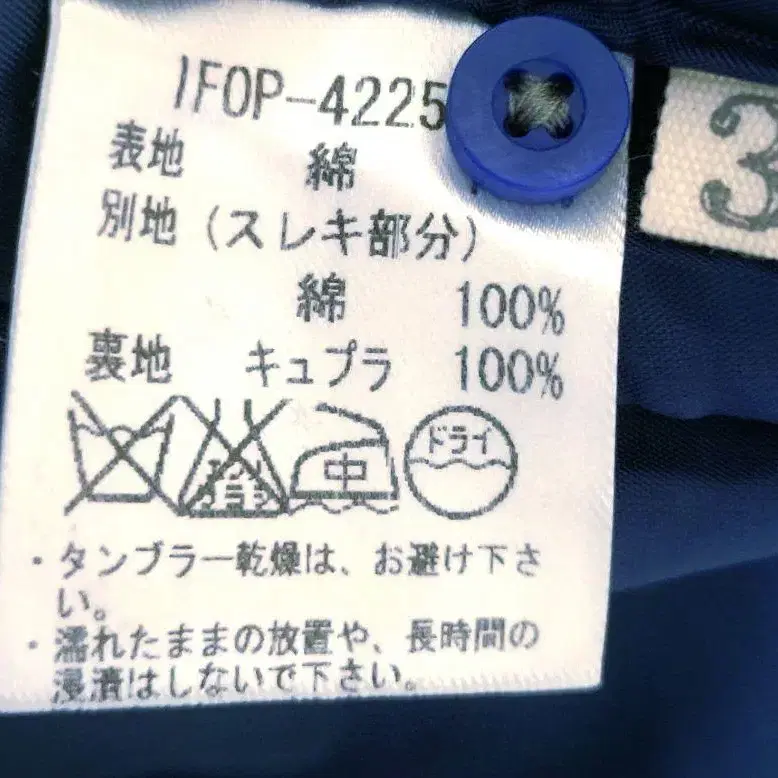 IFOP-4225
3
表地 綿
別地(スレキ部分)
綿 100%
裏地 キュプラ 100%
中 ドライ
・タンブラー乾燥は、お避け下さ
い。
・濡れたままの放置や、長時間の
浸漬はしないで下さい。